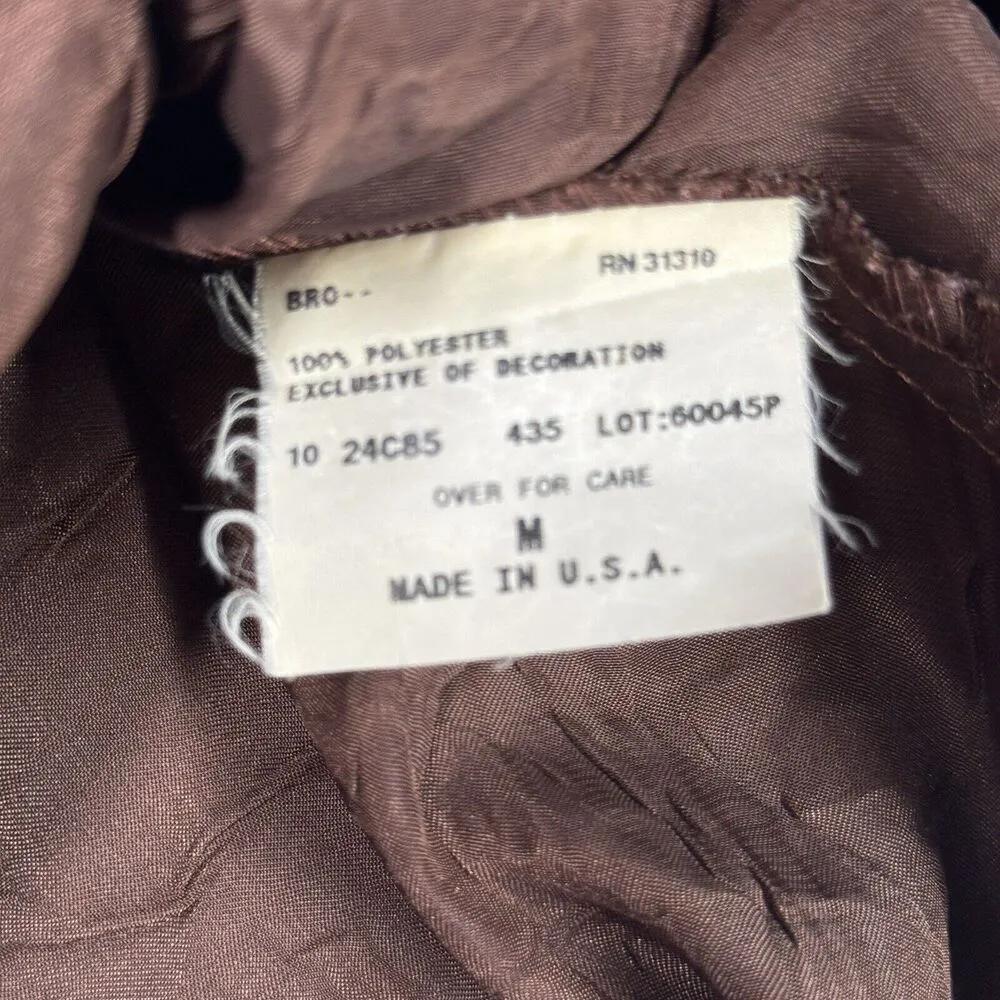 RN 31310
BRO--
100% POLYESTER
EXCLUSIVE OF DECORATION
10 24C85 435 LOT:60045P
OVER FOR CARE
M
MADE IN U.S.A.